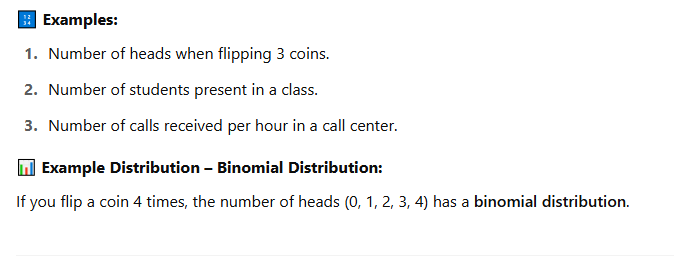 🔢 Examples:
1. Number of heads when flipping 3 coins.
2. Number of students present in a class.
3. Number of calls received per hour in a call center.
📊 Example Distribution – Binomial Distribution:
If you flip a coin 4 times, the number of heads (0, 1, 2, 3, 4) has a binomial distribution.